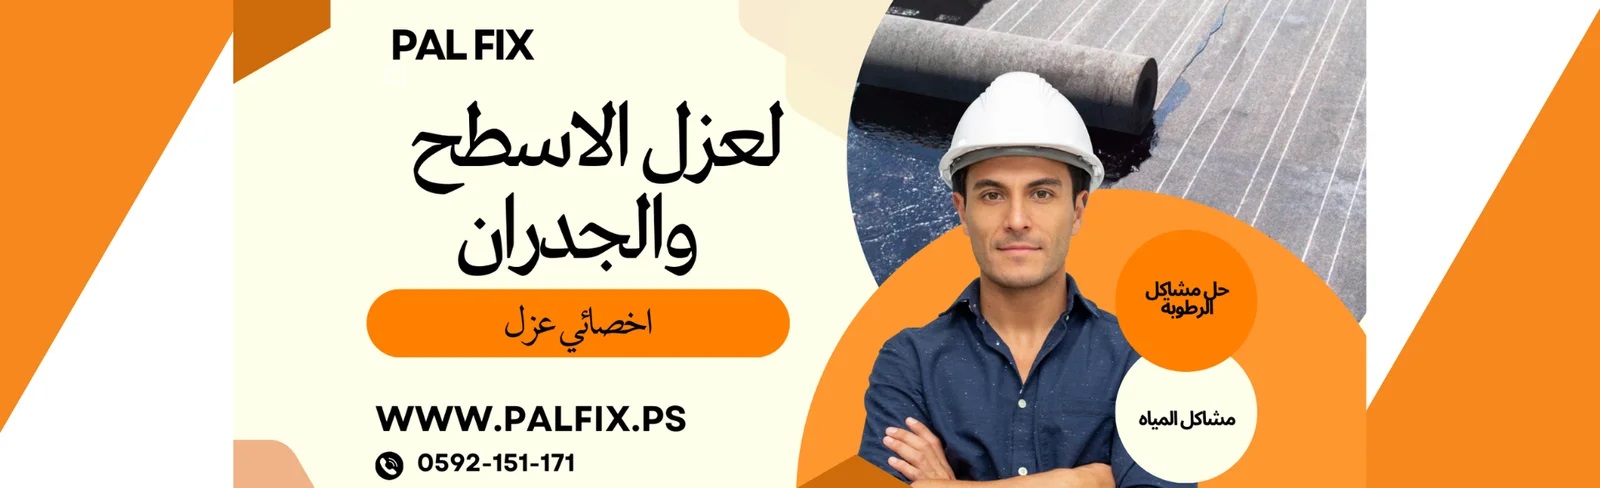 PAL FIX
لعزل الاسطح
والجدران
اخصائي عزل
WWW.PALFIX.PS
0592-151-171
حل مشاكل
الرطوبة
مشاكل المياه